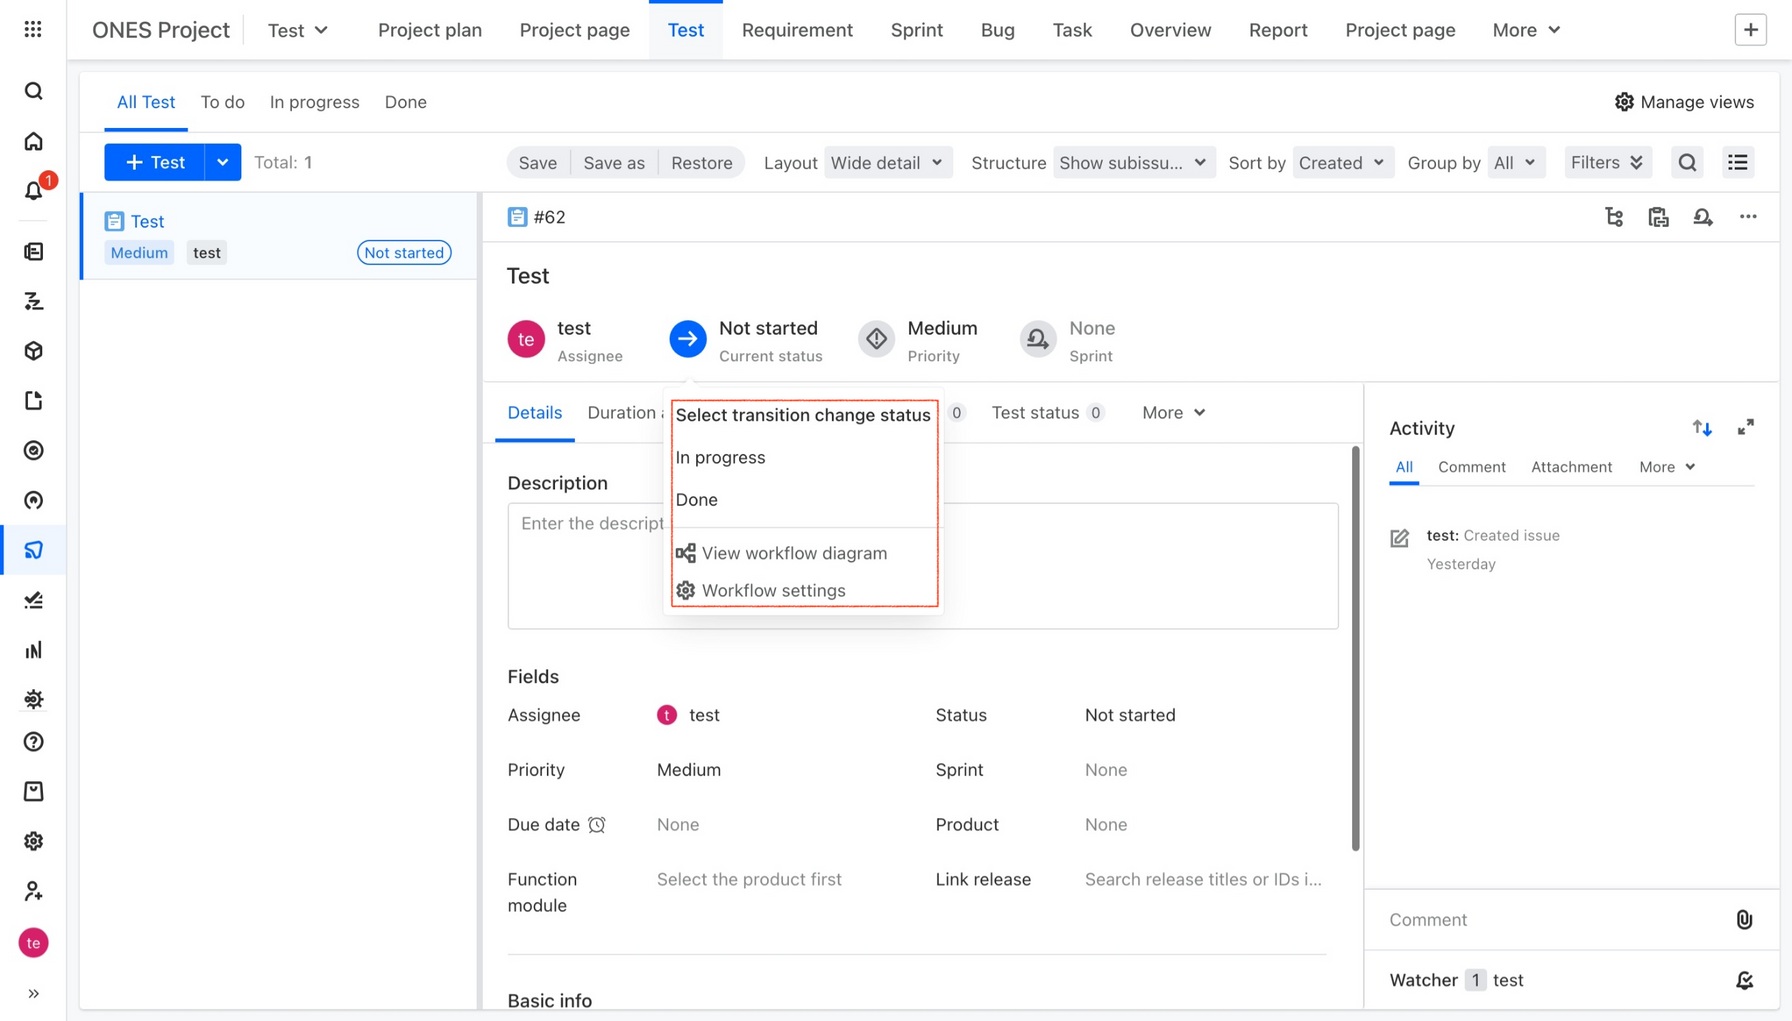 ONES Project
Test
Project plan
Project page
Test
Requirement
Sprint
Bug
Task
Overview
Report
Project page
More
All Test
To do
In progress
Done
Manage views
+ Test
Total: 1
Save
Save as
Restore
Layout
Wide detail
Structure
Show subissu...
Sort by
Created
Group by
All
Filters
1
Test
Medium
test
Not started
#62
Test
te
test
Assignee
Not started
Current status
Medium
Priority
None
Sprint
Details
Duration
0
Test status 0
More
Select transition change status
In progress
Done
View workflow diagram
Workflow settings
Description
Enter the descript
Fields
Assignee
t
test
Status
Not started
Priority
Medium
Sprint
None
Due date
None
Product
None
Function module
Select the product first
Link release
Search release titles or IDs i...
Basic info
Activity
All
Comment
Attachment
More
test: Created issue
Yesterday
Comment
Watcher 1 test
te